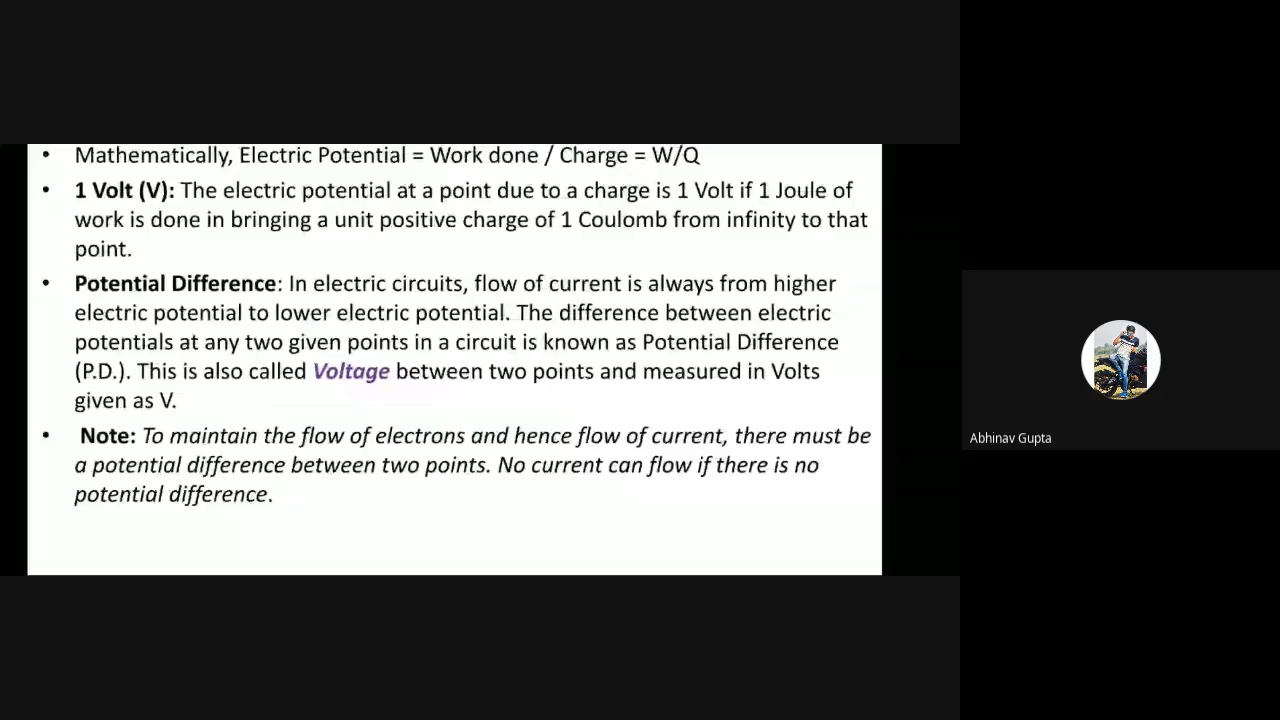 • Mathematically, Electric Potential = Work done / Charge = W/Q
• 1 Volt (V): The electric potential at a point due to a charge is 1 Volt if 1 Joule of
work is done in bringing a unit positive charge of 1 Coulomb from infinity to that
point.
• Potential Difference: In electric circuits, flow of current is always from higher
electric potential to lower electric potential. The difference between electric
potentials at any two given points in a circuit is known as Potential Difference
(P.D.). This is also called Voltage between two points and measured in Volts
given as V.
• Note: To maintain the flow of electrons and hence flow of current, there must be
a potential difference between two points. No current can flow if there is no
potential difference.
Abhinav Gupta